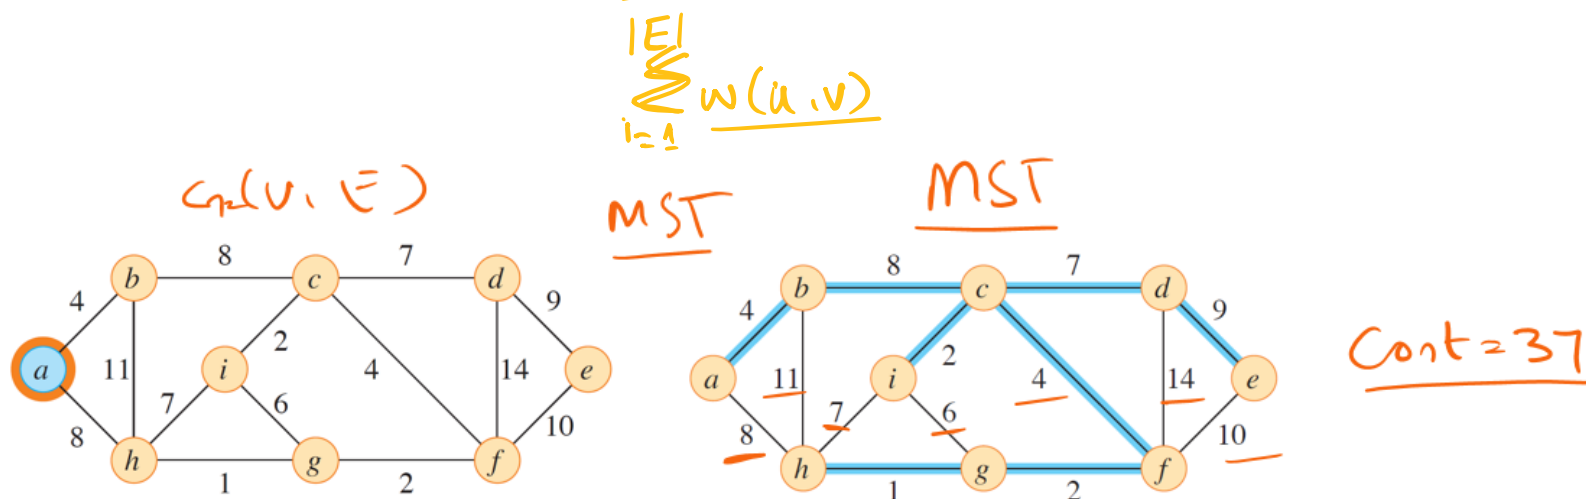 |E|
Σ w(u,v)
i=1
G=(V, E)
MST
MST
8
7
b
c
d
4
9
2
a
11
i
4
14
e
7
6
8
10
h
g
f
1
2
8
7
b
c
d
4
9
2
a
11
i
4
14
e
7
6
8
10
h
g
f
1
2
Cost = 37